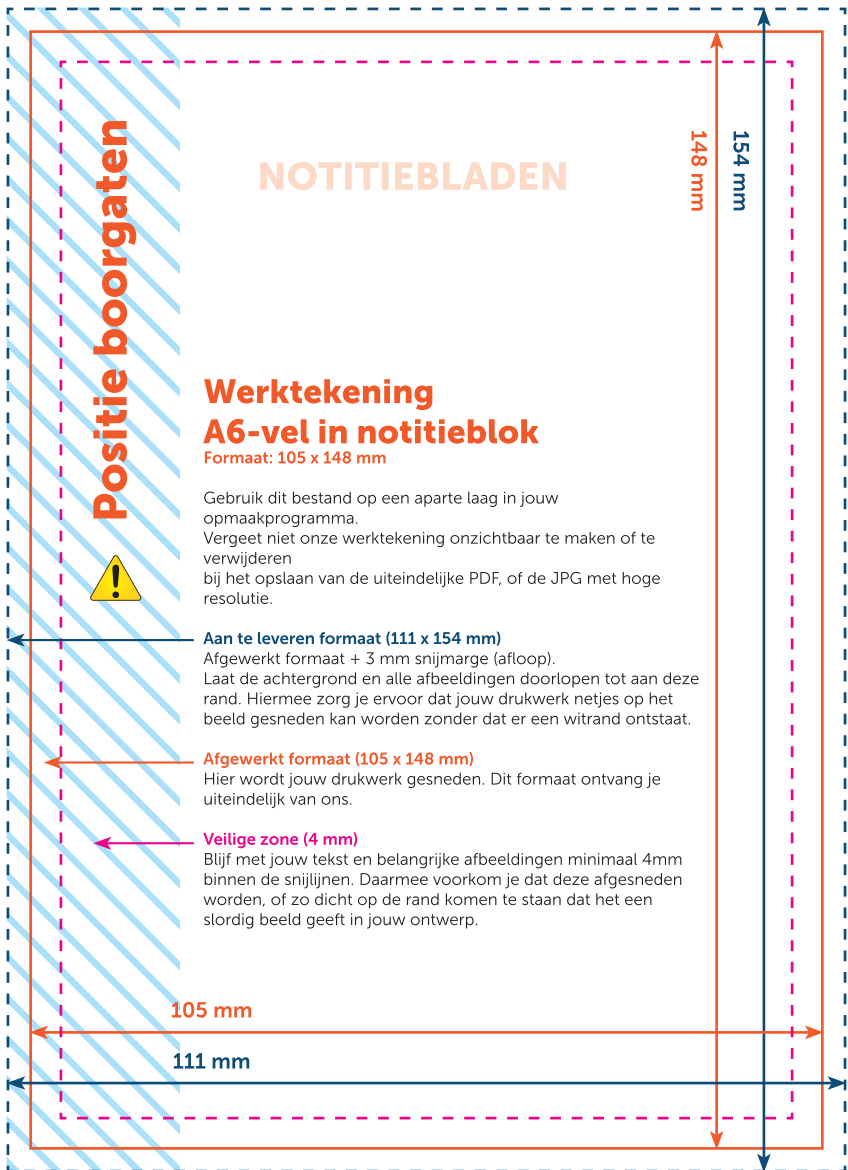 NOTITIEBLADEN
148 mm
154 mm
Positie boorgaten
Werktekening
A6-vel in notitieblok
Formaat: 105 x 148 mm
Gebruik dit bestand op een aparte laag in jouw
opmaakprogramma.
Vergeet niet onze werktekening onzichtbaar te maken of te
verwijderen
bij het opslaan van de uiteindelijke PDF, of de JPG met hoge
resolutie.
Aan te leveren formaat (111 x 154 mm)
Afgewerkt formaat + 3 mm snijmarge (afloop).
Laat de achtergrond en alle afbeeldingen doorlopen tot aan deze
rand. Hiermee zorg je ervoor dat jouw drukwerk netjes op het
beeld gesneden kan worden zonder dat er een witrand ontstaat.
Afgewerkt formaat (105 x 148 mm)
Hier wordt jouw drukwerk gesneden. Dit formaat ontvang je
uiteindelijk van ons.
Veilige zone (4 mm)
Blijf met jouw tekst en belangrijke afbeeldingen minimaal 4mm
binnen de snijlijnen. Daarmee voorkom je dat deze afgesneden
worden, of zo dicht op de rand komen te staan dat het een
slordig beeld geeft in jouw ontwerp.
105 mm
111 mm